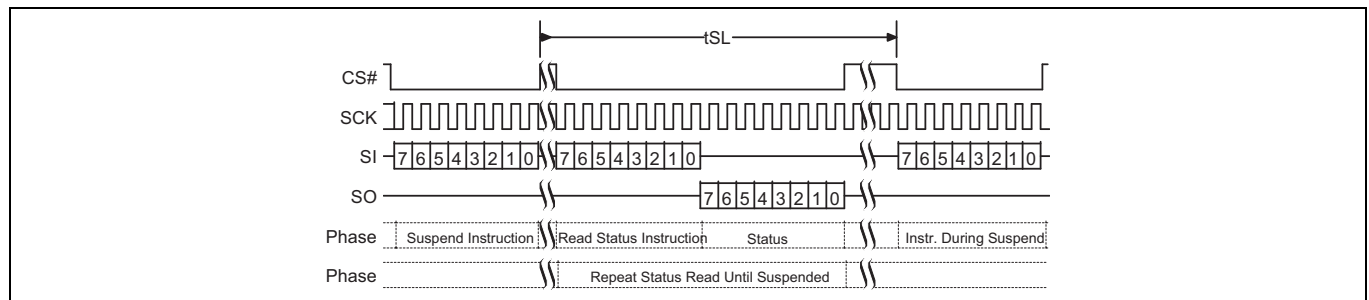 tSL
CS#
SCK
SI 7 6 5 4 3 2 1 0 7 6 5 4 3 2 1 0 7 6 5 4 3 2 1 0
SO 7 6 5 4 3 2 1 0
Phase Suspend Instruction Read Status Instruction Status Instr. During Suspend
Phase Repeat Status Read Until Suspended